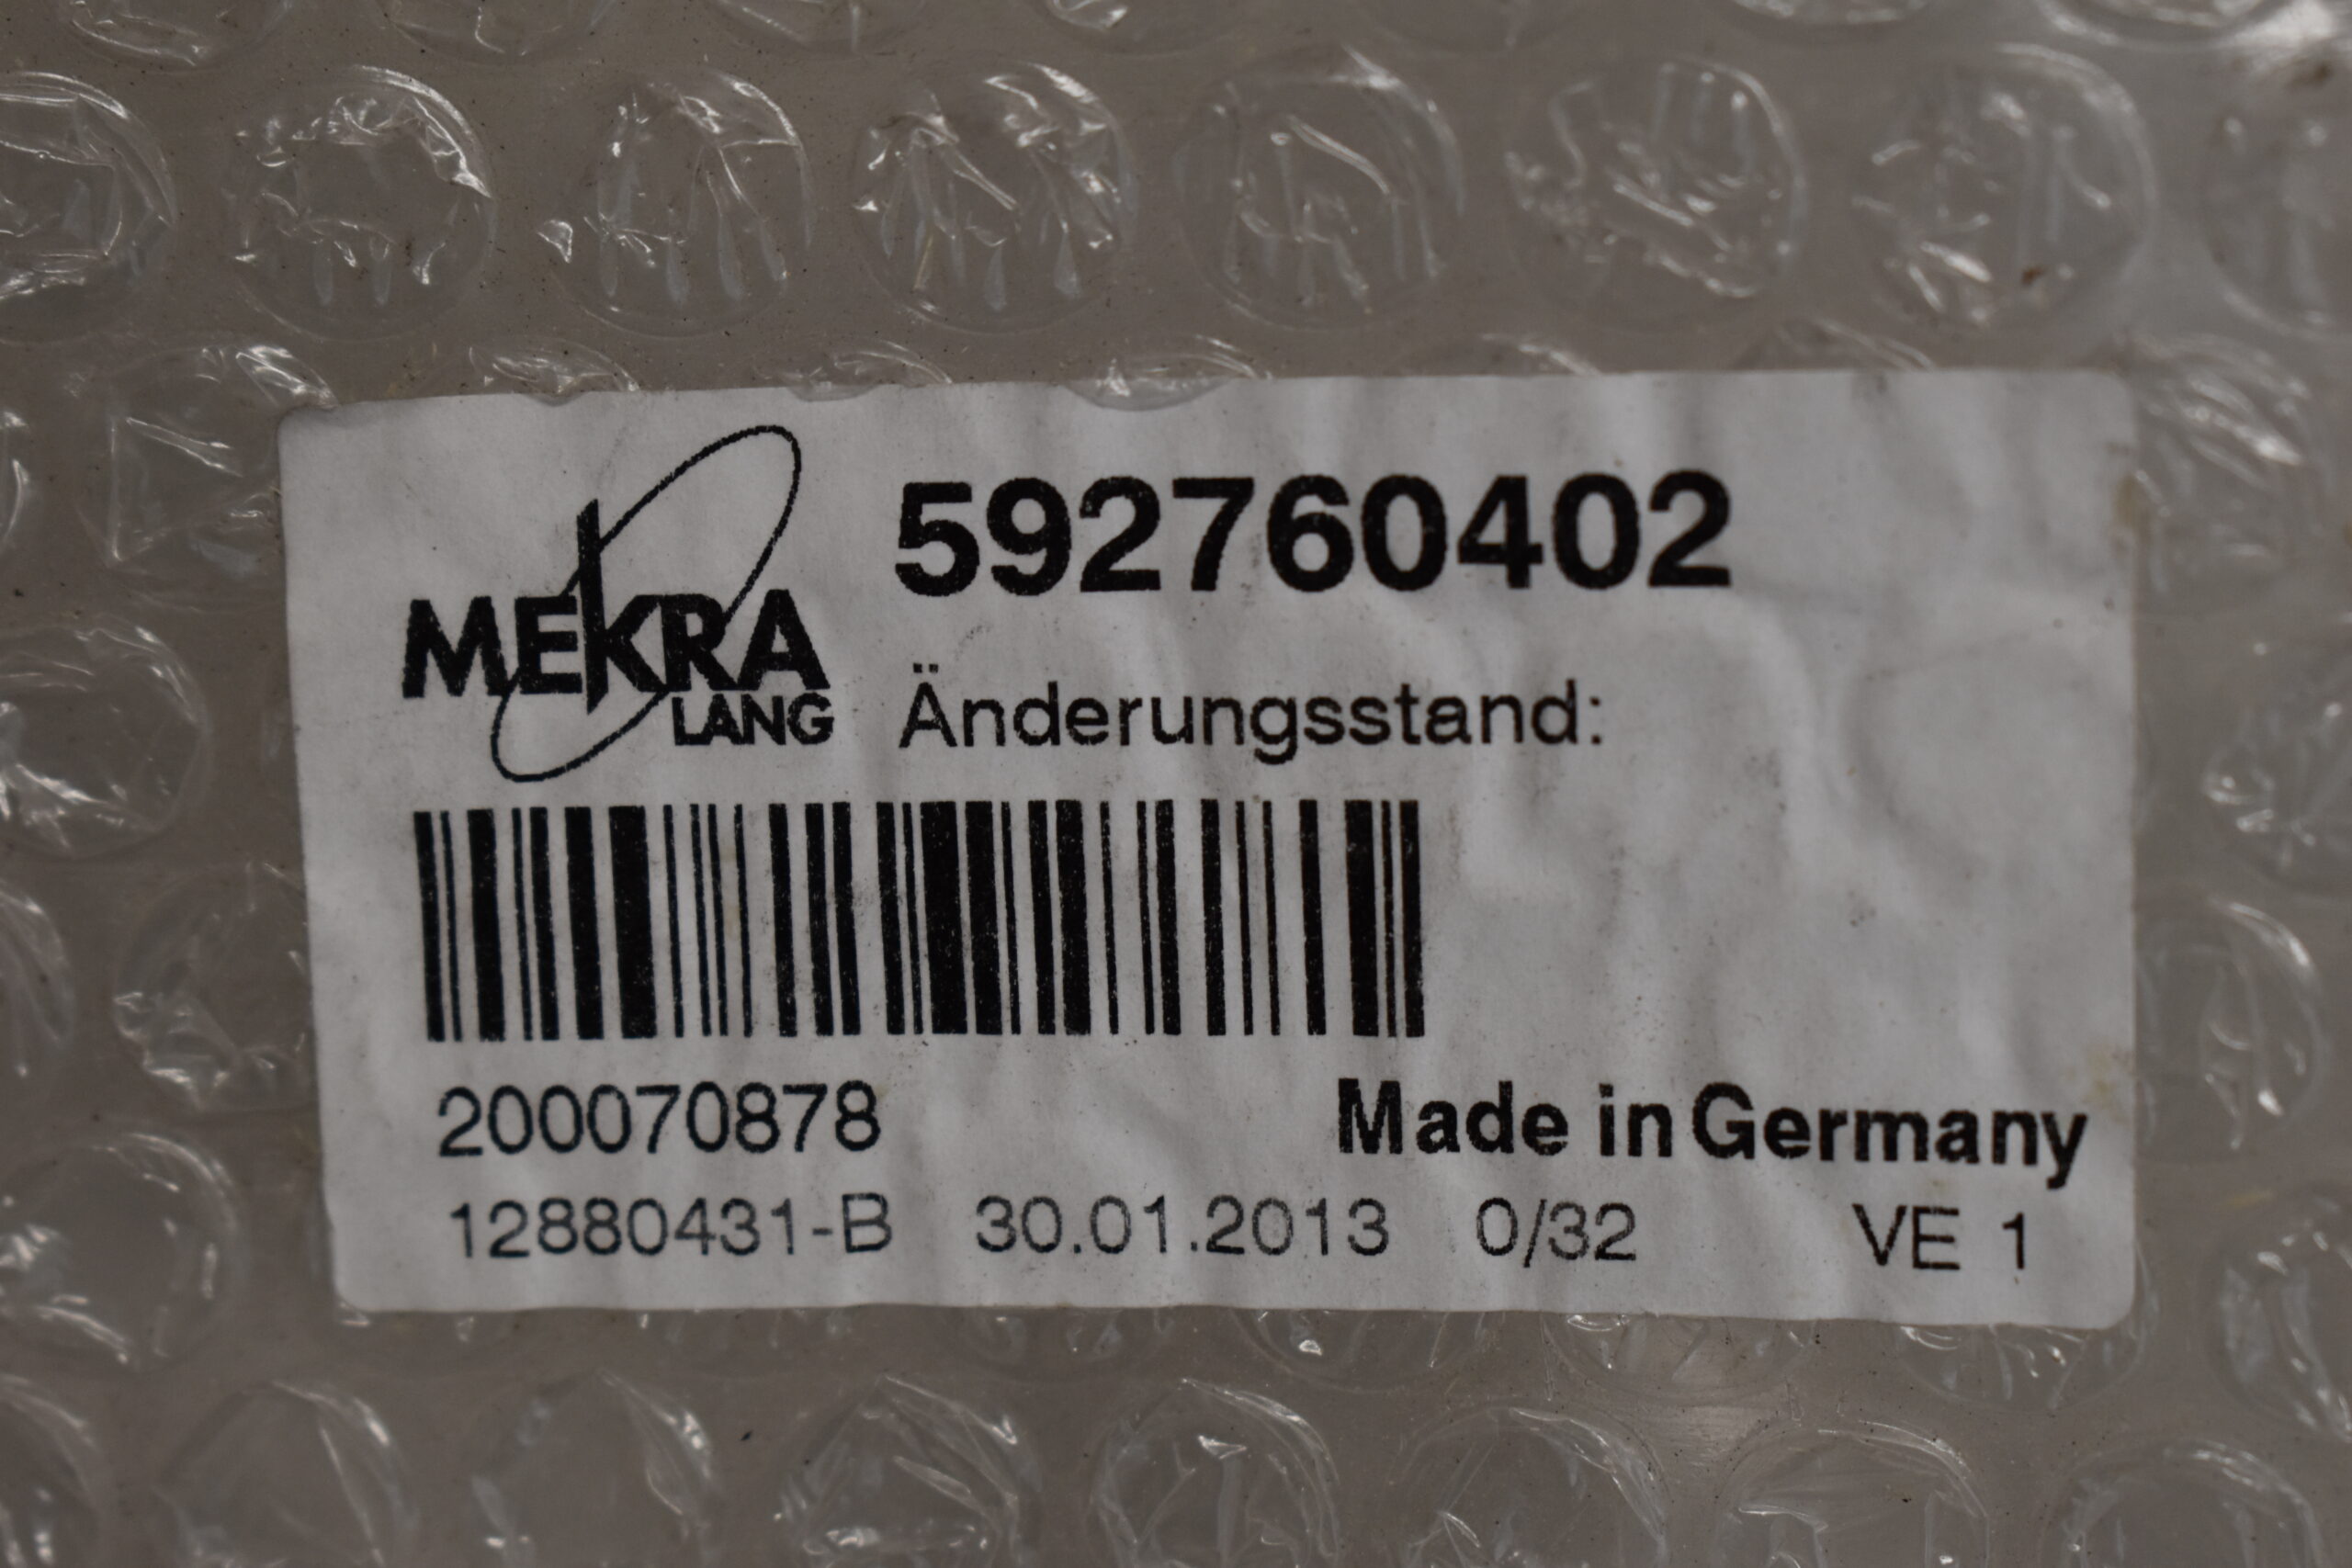 MEKRA
LANG
592760402
Änderungsstand:
200070878
Made in Germany
12880431-B 30.01.2013 0/32 VE 1